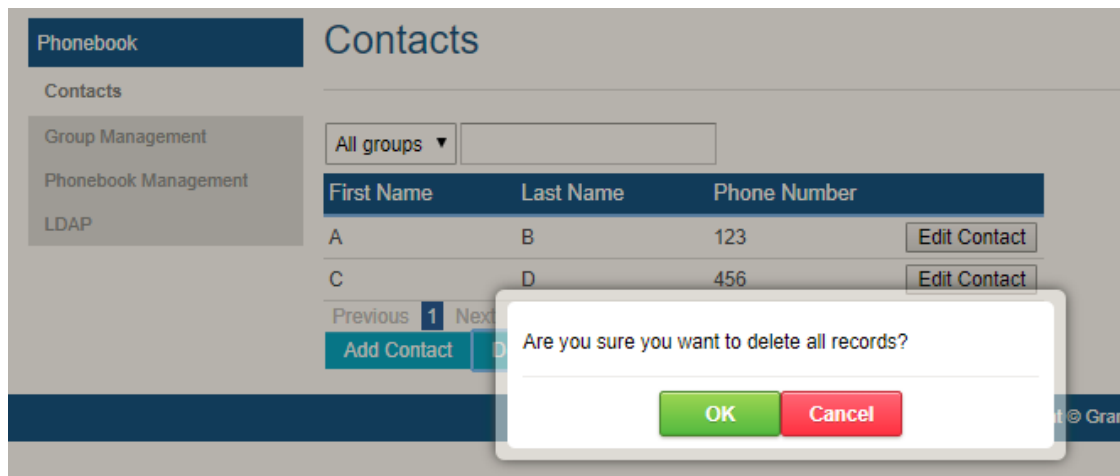 Phonebook
Contacts
Group Management
Phonebook Management
LDAP
Contacts
All groups
First Name Last Name Phone Number
A B 123 Edit Contact
C D 456 Edit Contact
Previous 1 Next
Add Contact
Are you sure you want to delete all records?
OK Cancel
©